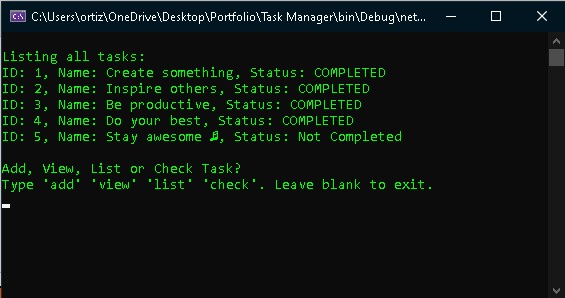 C:\Users\ortiz\OneDrive\Desktop\Portfolio\Task Manager\bin\Debug\net...
Listing all tasks:
ID: 1, Name: Create something, Status: COMPLETED
ID: 2, Name: Inspire others, Status: COMPLETED
ID: 3, Name: Be productive, Status: COMPLETED
ID: 4, Name: Do your best, Status: COMPLETED
ID: 5, Name: Stay awesome ♫, Status: Not Completed
Add, View, List or Check Task?
Type 'add' 'view' 'list' 'check'. Leave blank to exit.